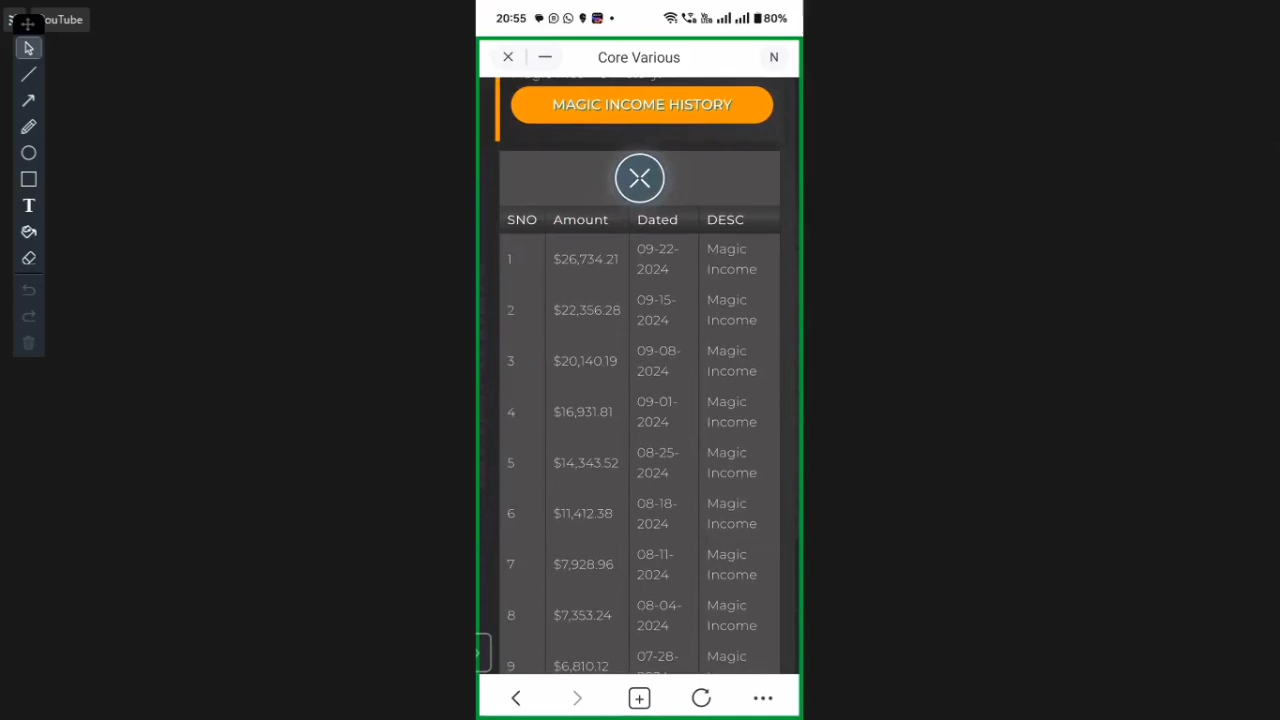 YouTube
20:55
80%
Core Various
N
MAGIC INCOME HISTORY
SNO Amount Dated DESC
1 $26,734.21 09-22-2024 Magic Income
2 $22,356.28 09-15-2024 Magic Income
3 $20,140.19 09-08-2024 Magic Income
4 $16,931.81 09-01-2024 Magic Income
5 $14,343.52 08-25-2024 Magic Income
6 $11,412.38 08-18-2024 Magic Income
7 $7,928.96 08-11-2024 Magic Income
8 $7,353.24 08-04-2024 Magic Income
9 $6,810.12 07-28- Magic
T